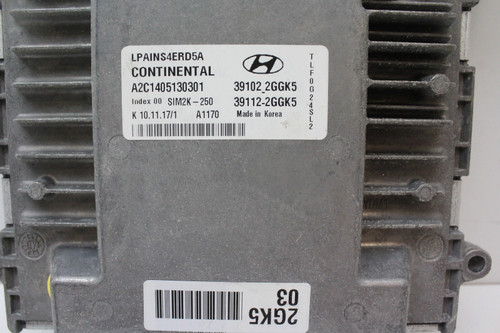 LPAINS4ERD5A
CONTINENTAL
A2C1405130301 39102_2GGK5
Index 00 SIM2K-250 39112-2GGK5
K 10.11.17/1 A1170 Made in Korea
TLF0G24SL2
2GK5
03